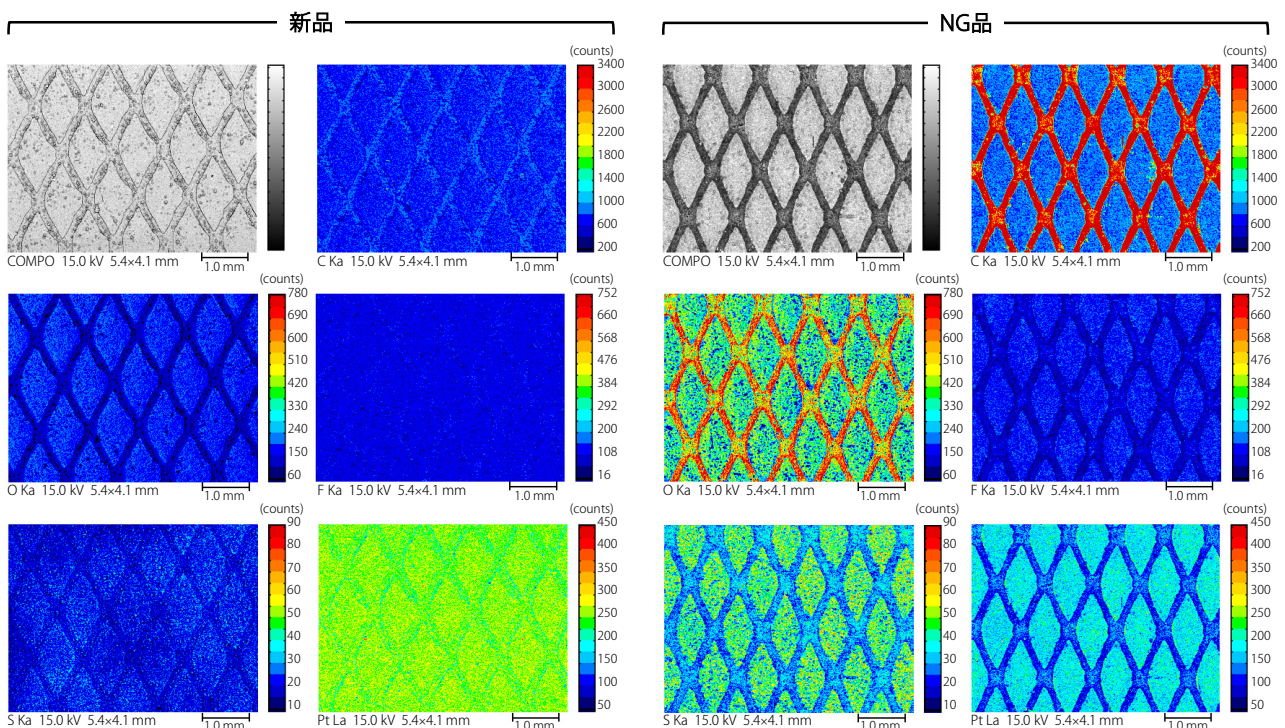 新品
NG品
(counts)
3400
3000
2600
2200
1800
1400
1000
600
200
COMPO 15.0 kV 5.4×4.1 mm
1.0 mm
C Ka 15.0 kV 5.4×4.1 mm
1.0 mm
(counts)
3400
3000
2600
2200
1800
1400
1000
600
200
COMPO 15.0 kV 5.4×4.1 mm
1.0 mm
C Ka 15.0 kV 5.4×4.1 mm
1.0 mm
(counts)
780
690
600
510
420
330
240
150
60
O Ka 15.0 kV 5.4×4.1 mm
1.0 mm
(counts)
752
660
568
476
384
292
200
108
16
F Ka 15.0 kV 5.4×4.1 mm
1.0 mm
(counts)
780
690
600
510
420
330
240
150
60
O Ka 15.0 kV 5.4×4.1 mm
1.0 mm
(counts)
752
660
568
476
384
292
200
108
16
F Ka 15.0 kV 5.4×4.1 mm
1.0 mm
(counts)
90
80
70
60
50
40
30
20
10
S Ka 15.0 kV 5.4×4.1 mm
1.0 mm
(counts)
450
400
350
300
250
200
150
100
50
Pt La 15.0 kV 5.4×4.1 mm
1.0 mm
(counts)
90
80
70
60
50
40
30
20
10
S Ka 15.0 kV 5.4×4.1 mm
1.0 mm
(counts)
450
400
350
300
250
200
150
100
50
Pt La 15.0 kV 5.4×4.1 mm
1.0 mm